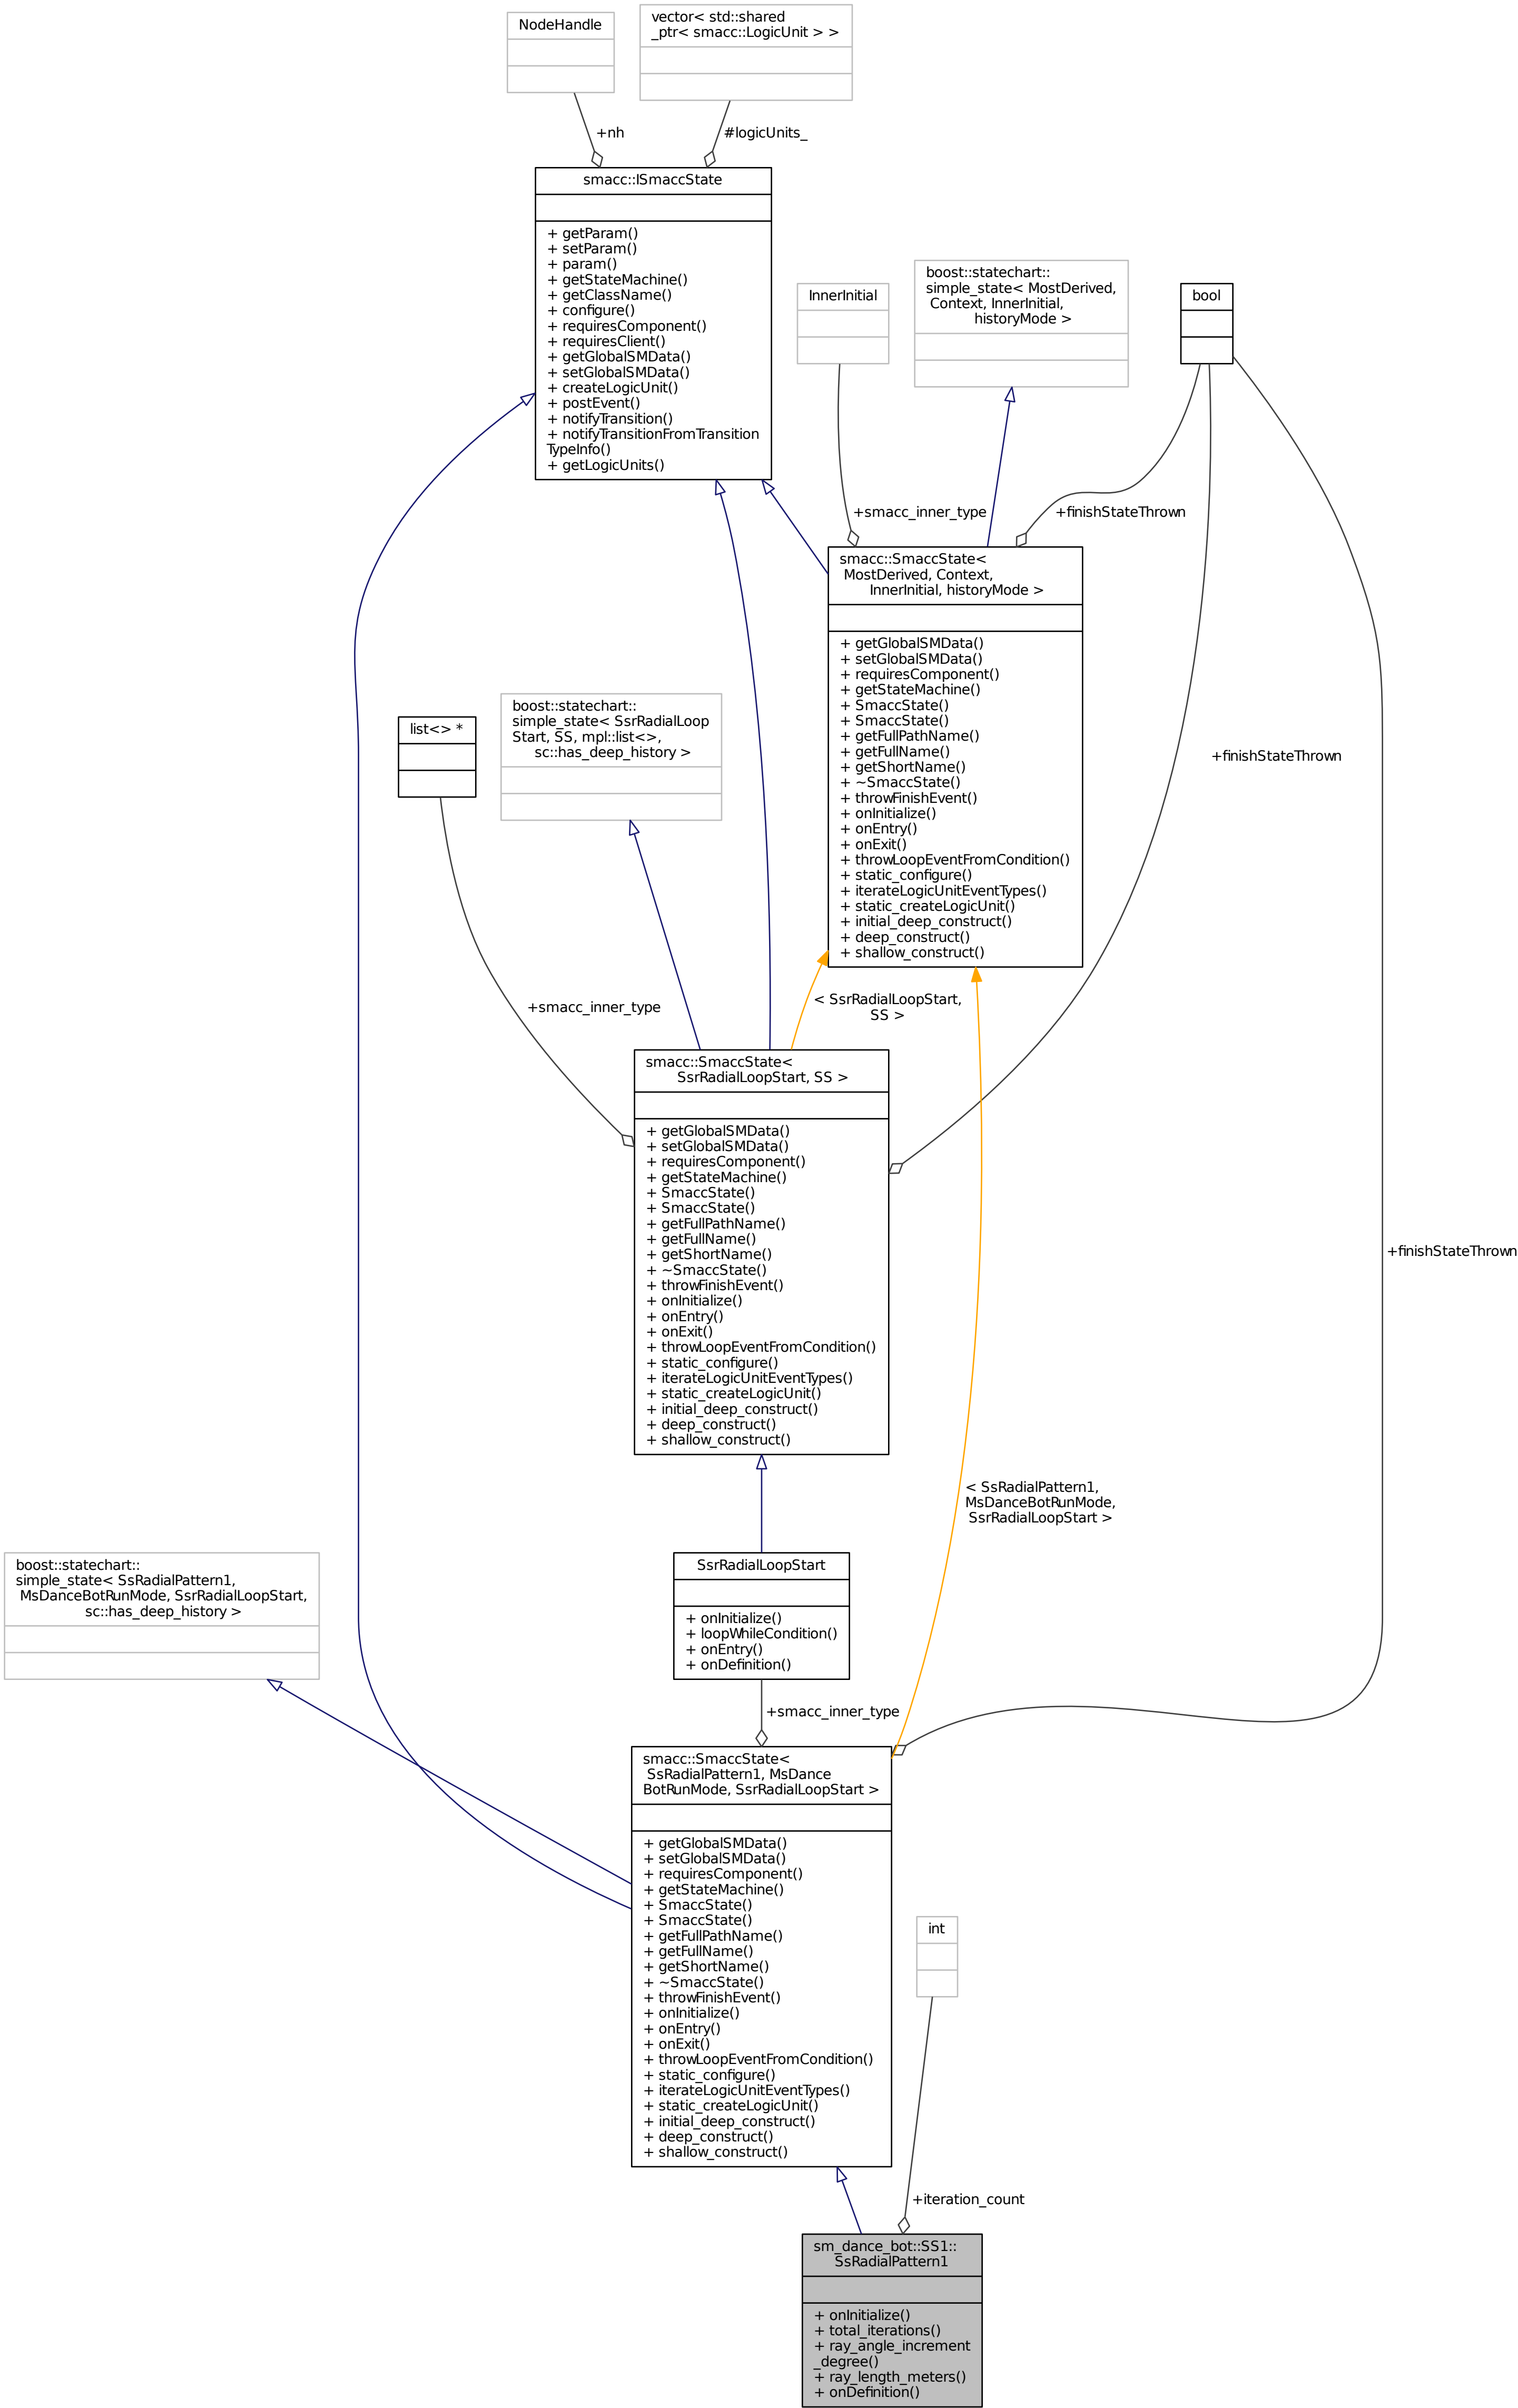 NodeHandle
vector< std::shared
_ptr< smacc::LogicUnit > >
+nh
#logicUnits_
smacc::ISmaccState
+ getParam()
+ setParam()
+ param()
+ getStateMachine()
+ getClassName()
+ configure()
+ requiresComponent()
+ requiresClient()
+ getGlobalSMData()
+ setGlobalSMData()
+ createLogicUnit()
+ postEvent()
+ notifyTransition()
+ notifyTransitionFromTransition
TypeInfo()
+ getLogicUnits()
InnerInitial
boost::statechart::
simple_state< MostDerived,
Context, InnerInitial,
historyMode >
bool
+smacc_inner_type
+finishStateThrown
smacc::SmaccState<
MostDerived, Context,
InnerInitial, historyMode >
+ getGlobalSMData()
+ setGlobalSMData()
+ requiresComponent()
+ getStateMachine()
+ SmaccState()
+ SmaccState()
+ getFullPathName()
+ getFullName()
+ getShortName()
+ ~SmaccState()
+ throwFinishEvent()
+ onInitialize()
+ onEntry()
+ onExit()
+ throwLoopEventFromCondition()
+ static_configure()
+ iterateLogicUnitEventTypes()
+ static_createLogicUnit()
+ initial_deep_construct()
+ deep_construct()
+ shallow_construct()
list<> *
boost::statechart::
simple_state< SsrRadialLoop
Start, SS, mpl::list<>,
sc::has_deep_history >
+finishStateThrown
+smacc_inner_type
< SsrRadialLoopStart,
SS >
smacc::SmaccState<
SsrRadialLoopStart, SS >
+ getGlobalSMData()
+ setGlobalSMData()
+ requiresComponent()
+ getStateMachine()
+ SmaccState()
+ SmaccState()
+ getFullPathName()
+ getFullName()
+ getShortName()
+ ~SmaccState()
+ throwFinishEvent()
+ onInitialize()
+ onEntry()
+ onExit()
+ throwLoopEventFromCondition()
+ static_configure()
+ iterateLogicUnitEventTypes()
+ static_createLogicUnit()
+ initial_deep_construct()
+ deep_construct()
+ shallow_construct()
+finishStateThrown
< SsRadialPattern1,
MsDanceBotRunMode,
SsrRadialLoopStart >
boost::statechart::
simple_state< SsRadialPattern1,
MsDanceBotRunMode, SsrRadialLoopStart,
sc::has_deep_history >
SsrRadialLoopStart
+ onInitialize()
+ loopWhileCondition()
+ onEntry()
+ onDefinition()
+smacc_inner_type
smacc::SmaccState<
SsRadialPattern1, MsDance
BotRunMode, SsrRadialLoopStart >
+ getGlobalSMData()
+ setGlobalSMData()
+ requiresComponent()
+ getStateMachine()
+ SmaccState()
+ SmaccState()
+ getFullPathName()
+ getFullName()
+ getShortName()
+ ~SmaccState()
+ throwFinishEvent()
+ onInitialize()
+ onEntry()
+ onExit()
+ throwLoopEventFromCondition()
+ static_configure()
+ iterateLogicUnitEventTypes()
+ static_createLogicUnit()
+ initial_deep_construct()
+ deep_construct()
+ shallow_construct()
int
+iteration_count
sm_dance_bot::SS1::
SsRadialPattern1
+ onInitialize()
+ total_iterations()
+ ray_angle_increment
_degree()
+ ray_length_meters()
+ onDefinition()